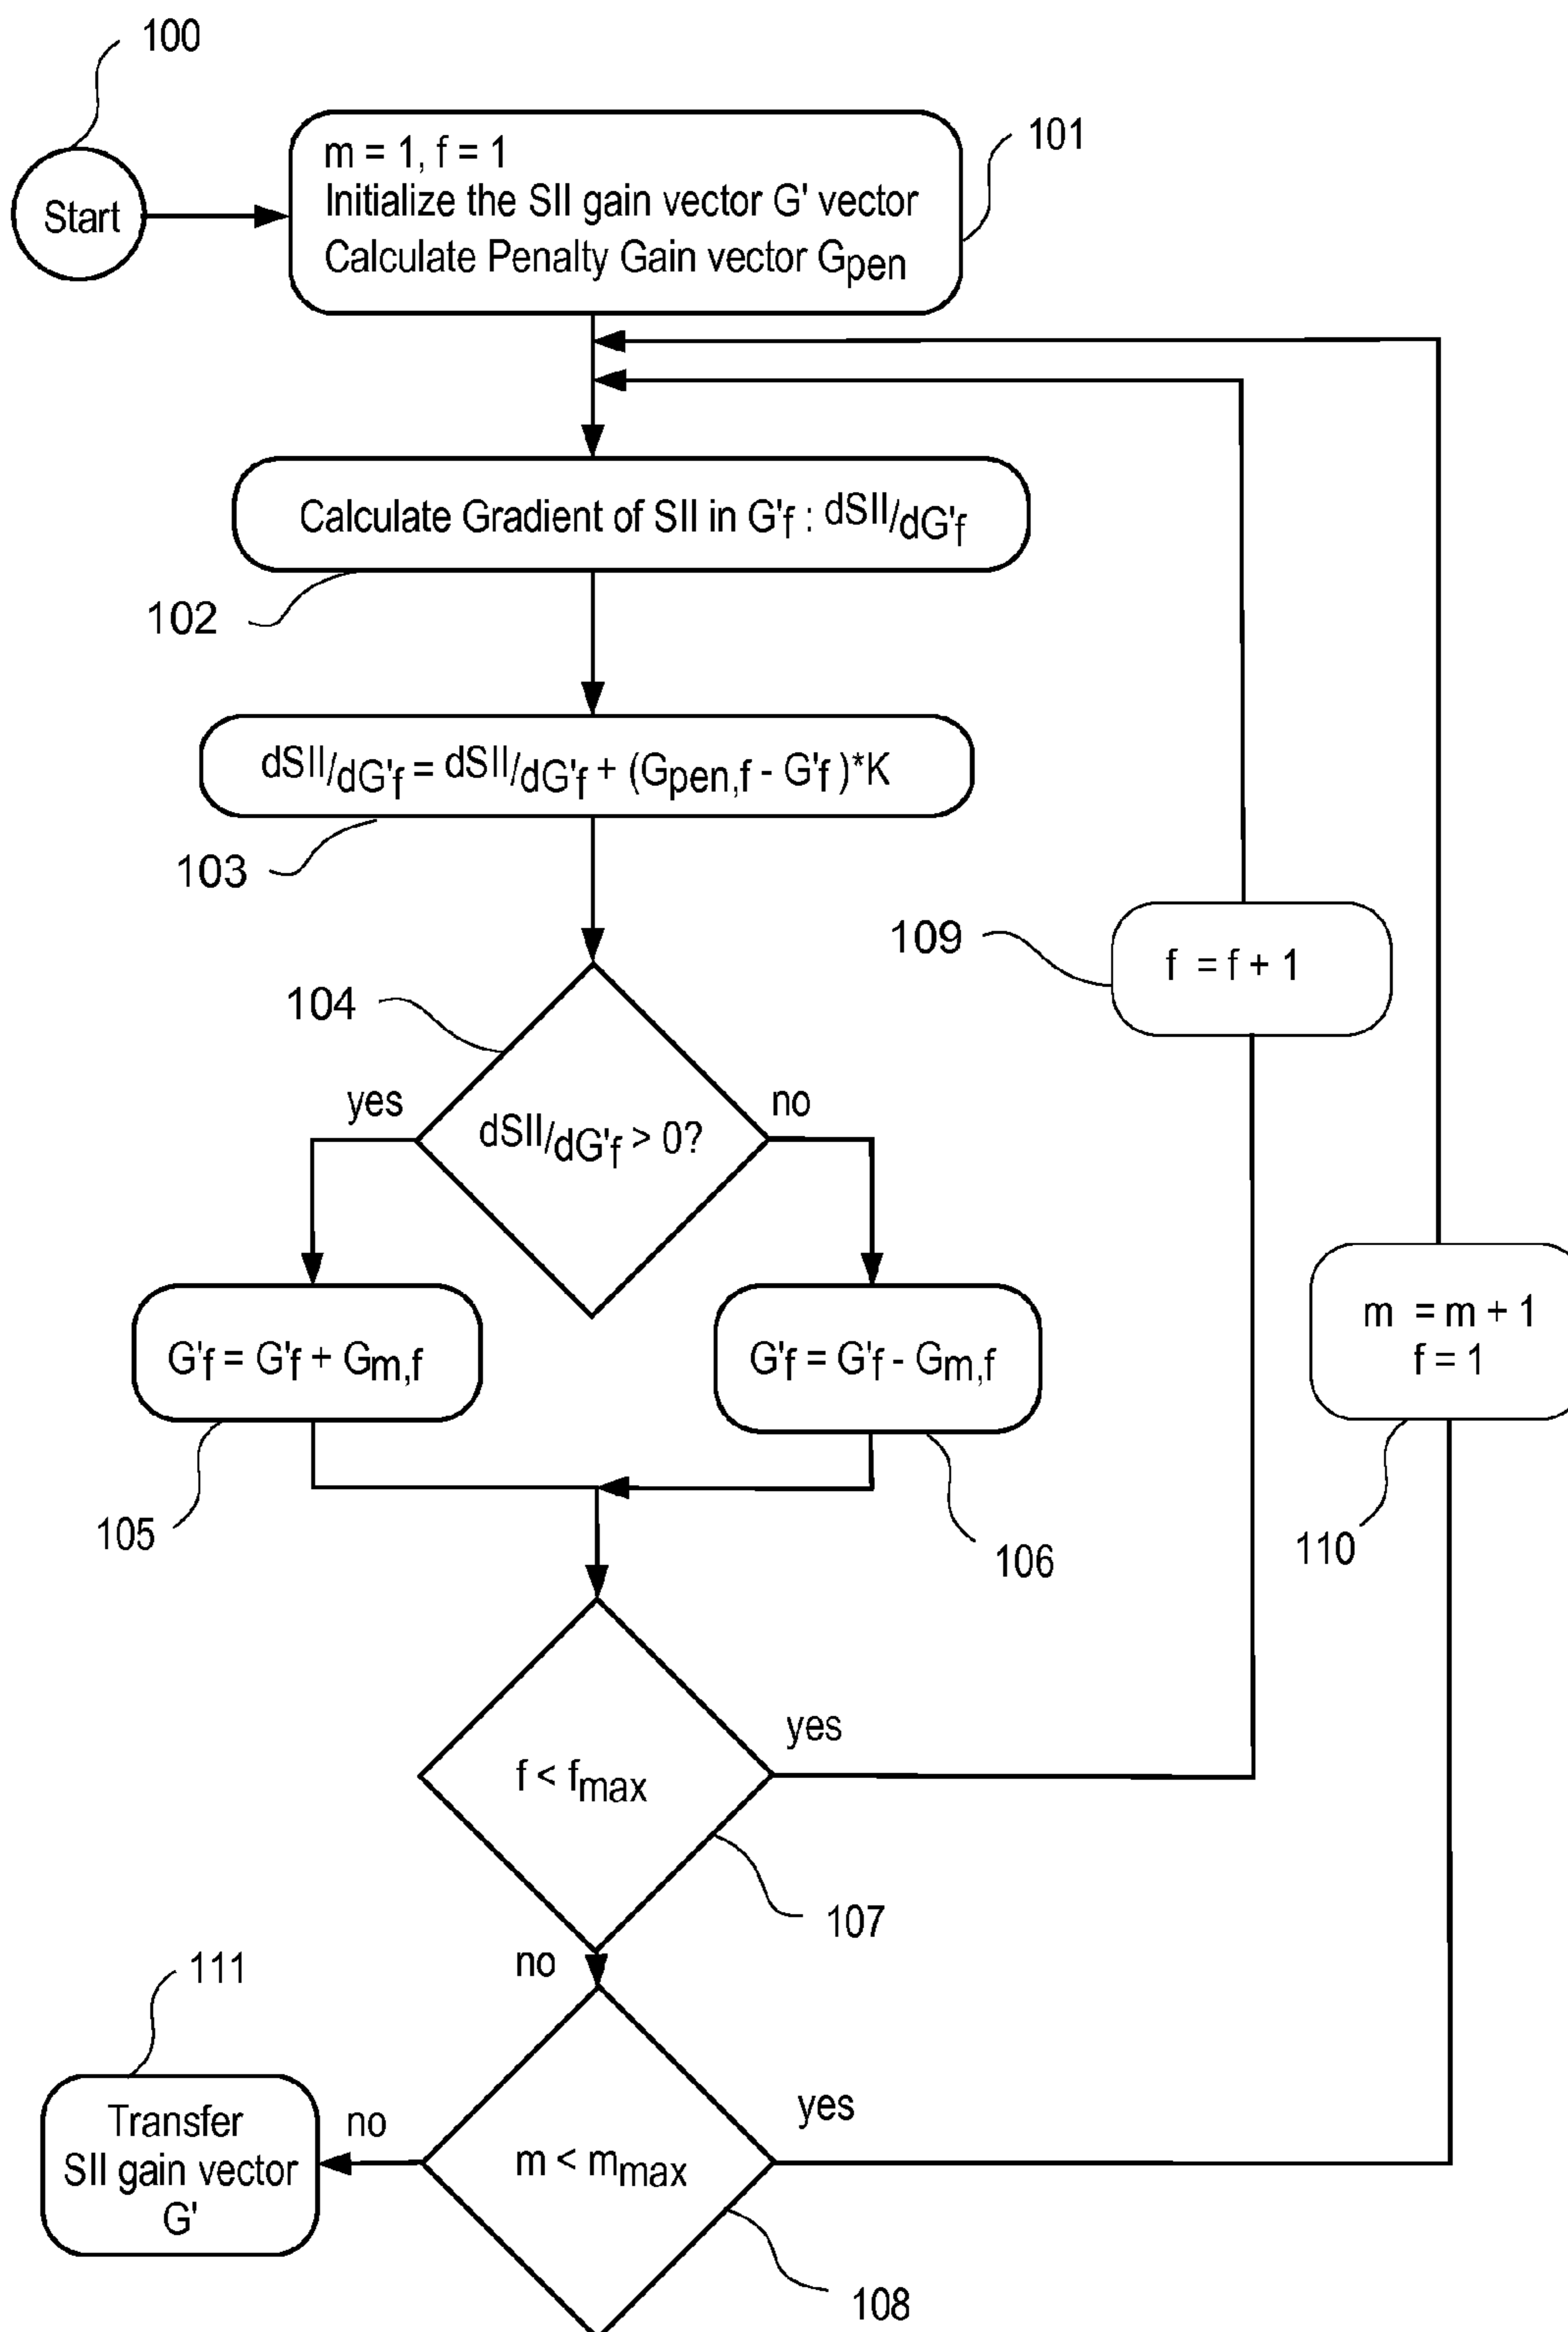 100
Start
m = 1, f = 1
Initialize the SII gain vector G' vector
Calculate Penalty Gain vector Gpen
101
Calculate Gradient of SII in G'f : dSII/dG'f
102
dSII/dG'f = dSII/dG'f + (Gpen,f - G'f )*K
103
109
f = f + 1
104
yes
no
dSII/dG'f > 0?
G'f = G'f + Gm,f
G'f = G'f - Gm,f
m = m + 1
f = 1
105
106
110
yes
f < fmax
107
no
111
Transfer
SII gain vector
G'
no
yes
m < mmax
108